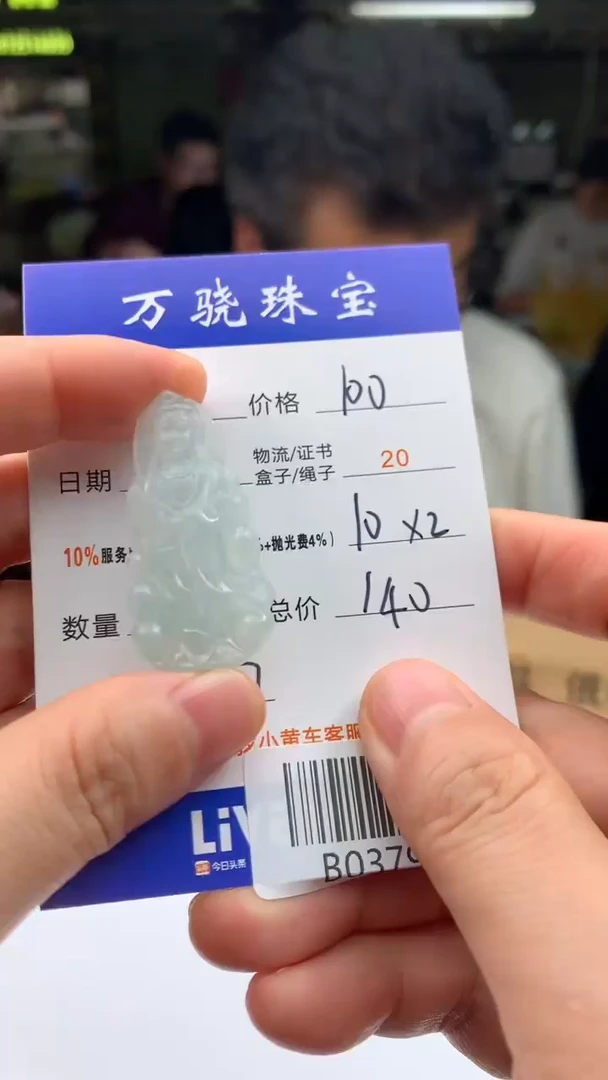 万骁珠宝
价格 100
日期
物流/证书
盒子/绳子 20
10%服务
+抛光费4%) 10 x2
数量
总价 140
小黄车客服
LiV
今日头条
B0379